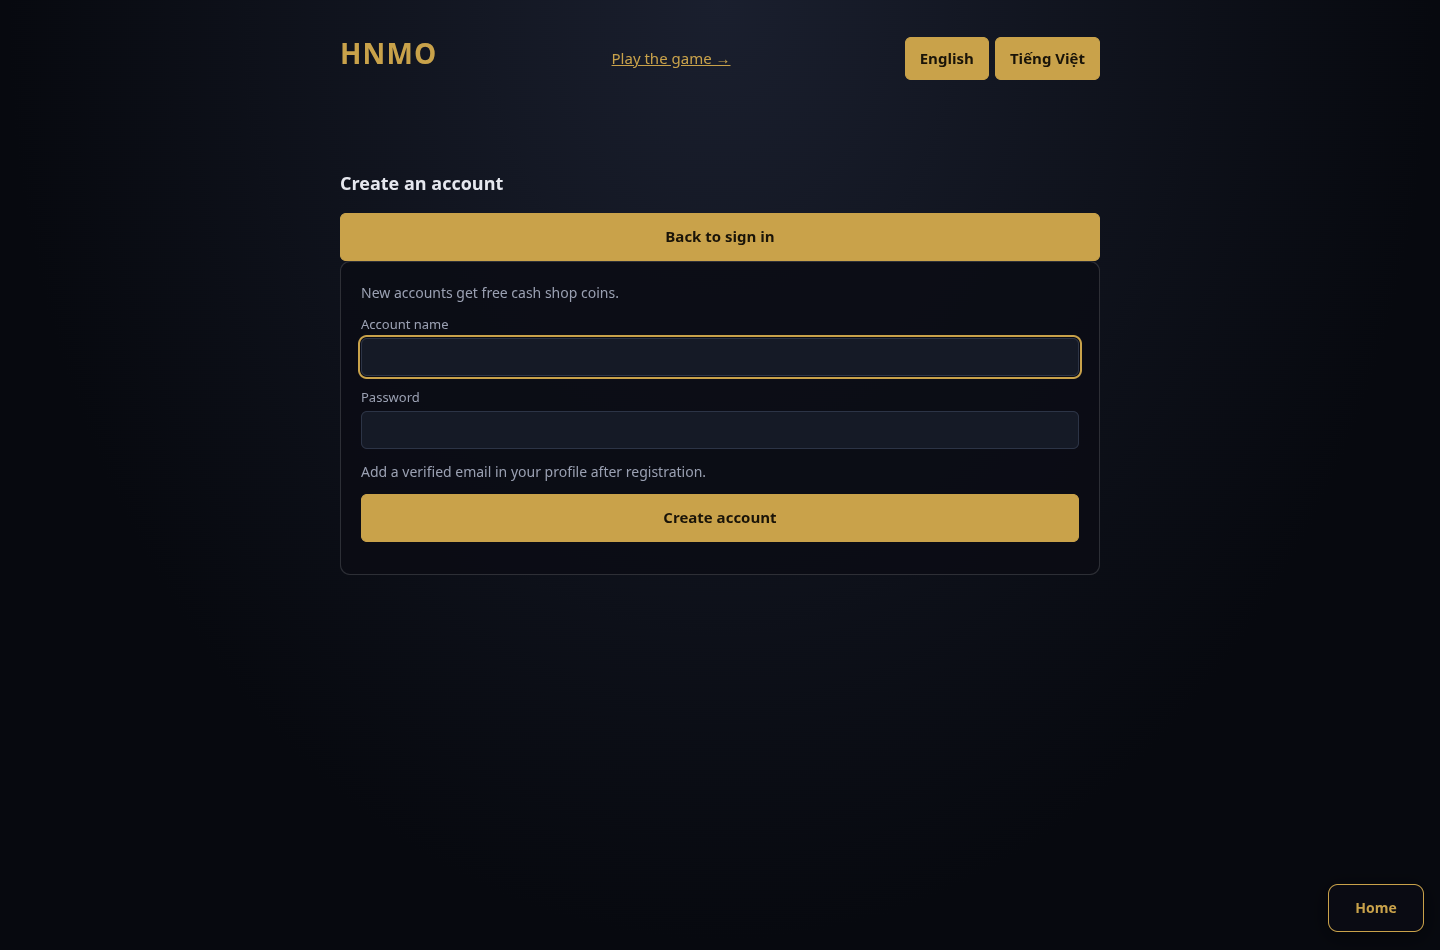 HNMO
Play the game →
English
Tiếng Việt
Create an account
Back to sign in
New accounts get free cash shop coins.
Account name
Password
Add a verified email in your profile after registration.
Create account
Home